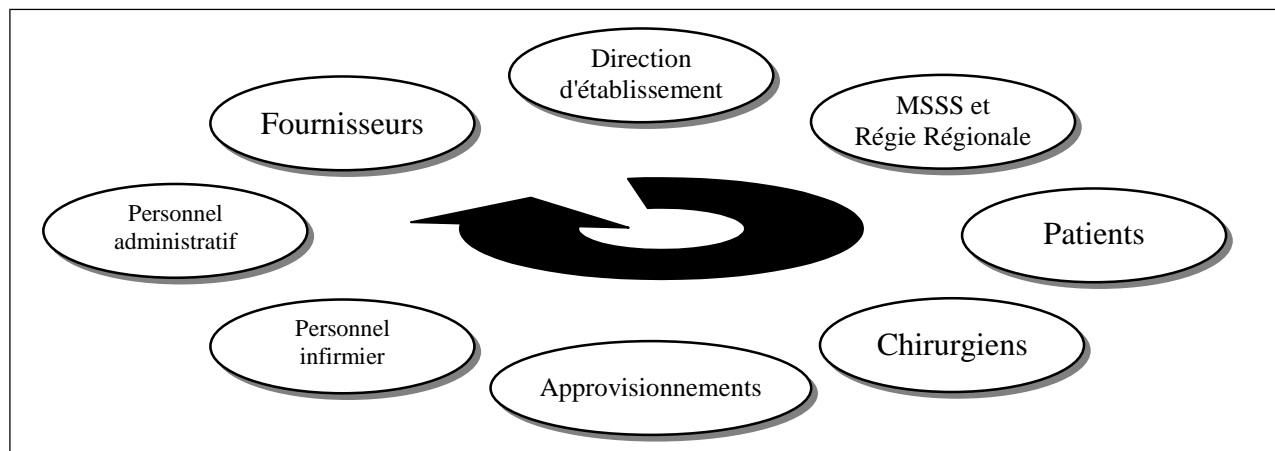 Direction
d'établissement
MSSS et
Régie Régionale
Fournisseurs
Personnel
administratif
Patients
Personnel
infirmier
Chirurgiens
Approvisionnements